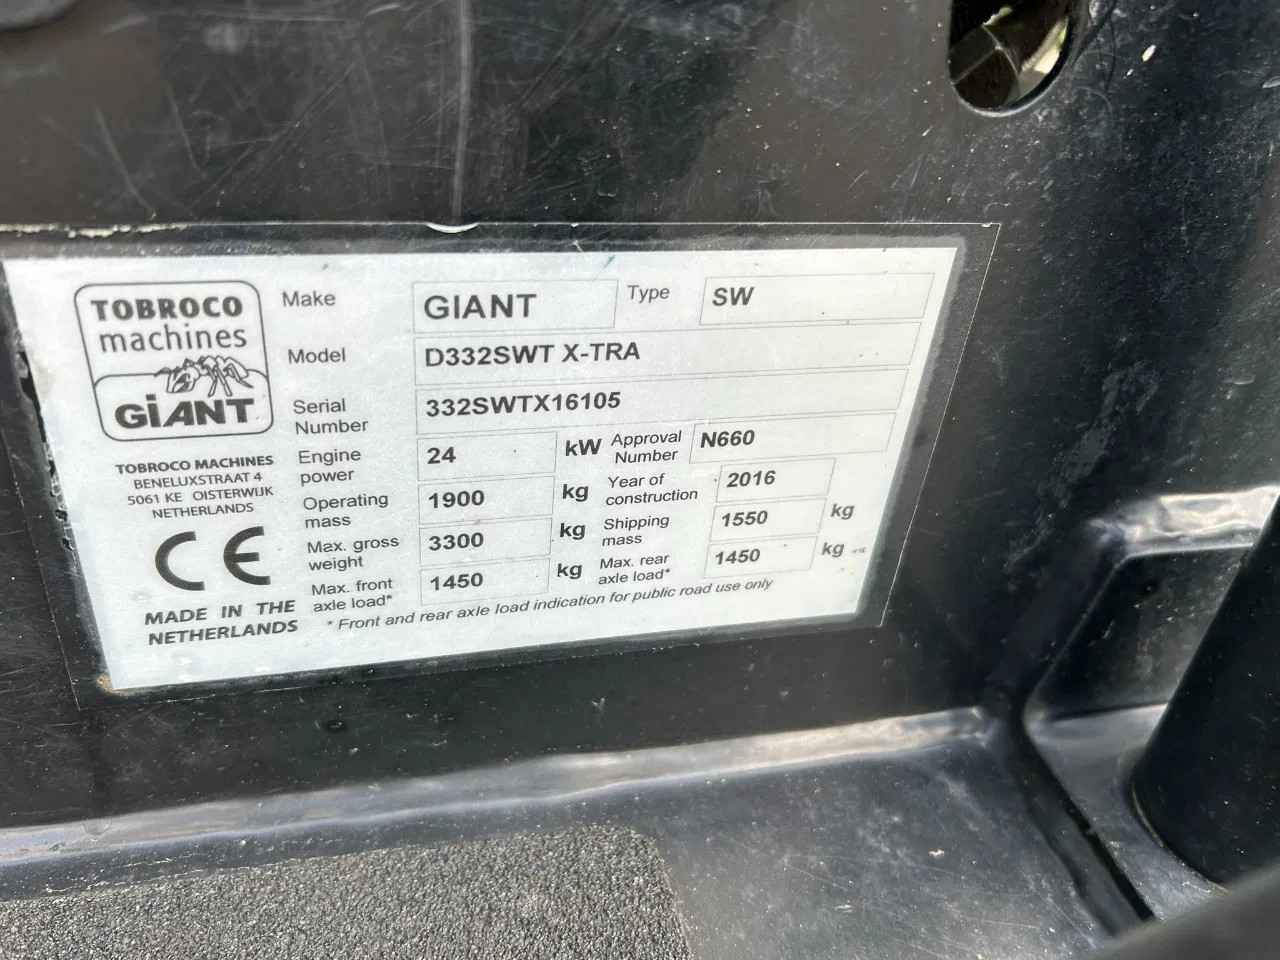 TOBROCO
machines
GiANT
TOBROCO MACHINES
BENELUXSTRAAT 4
5061 KE OISTERWIJK
NETHERLANDS
CE
MADE IN THE
NETHERLANDS
Make GIANT Type SW
Model D332SWT X-TRA
Serial
Number 332SWTX16105
Engine
power 24 kW Approval
Number N660
Operating
mass 1900 kg Year of
construction 2016
Max. gross
weight 3300 kg Shipping
mass 1550 kg
Max. front
axle load* 1450 kg Max. rear
axle load* 1450 kg
* Front and rear axle load indication for public road use only